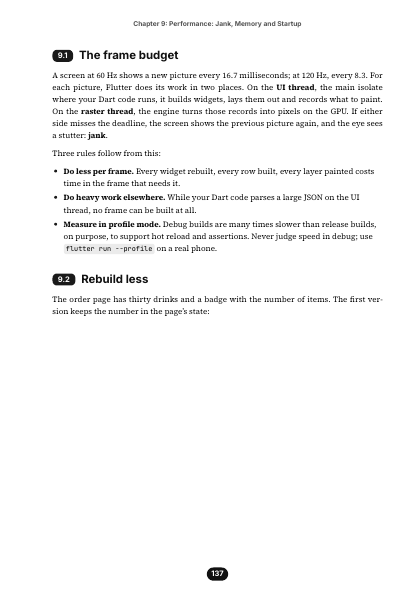 Chapter 9: Performance: Jank, Memory and Startup
9.1 The frame budget
A screen at 60 Hz shows a new picture every 16.7 milliseconds; at 120 Hz, every 8.3. For
each picture, Flutter does its work in two places. On the UI thread, the main isolate
where your Dart code runs, it builds widgets, lays them out and records what to paint.
On the raster thread, the engine turns those records into pixels on the GPU. If either
side misses the deadline, the screen shows the previous picture again, and the eye sees
a stutter: jank.
Three rules follow from this:
• Do less per frame. Every widget rebuilt, every row built, every layer painted costs
time in the frame that needs it.
• Do heavy work elsewhere. While your Dart code parses a large JSON on the UI
thread, no frame can be built at all.
• Measure in profile mode. Debug builds are many times slower than release builds,
on purpose, to support hot reload and assertions. Never judge speed in debug; use
flutter run --profile on a real phone.
9.2 Rebuild less
The order page has thirty drinks and a badge with the number of items. The first ver-
sion keeps the number in the page's state:
137